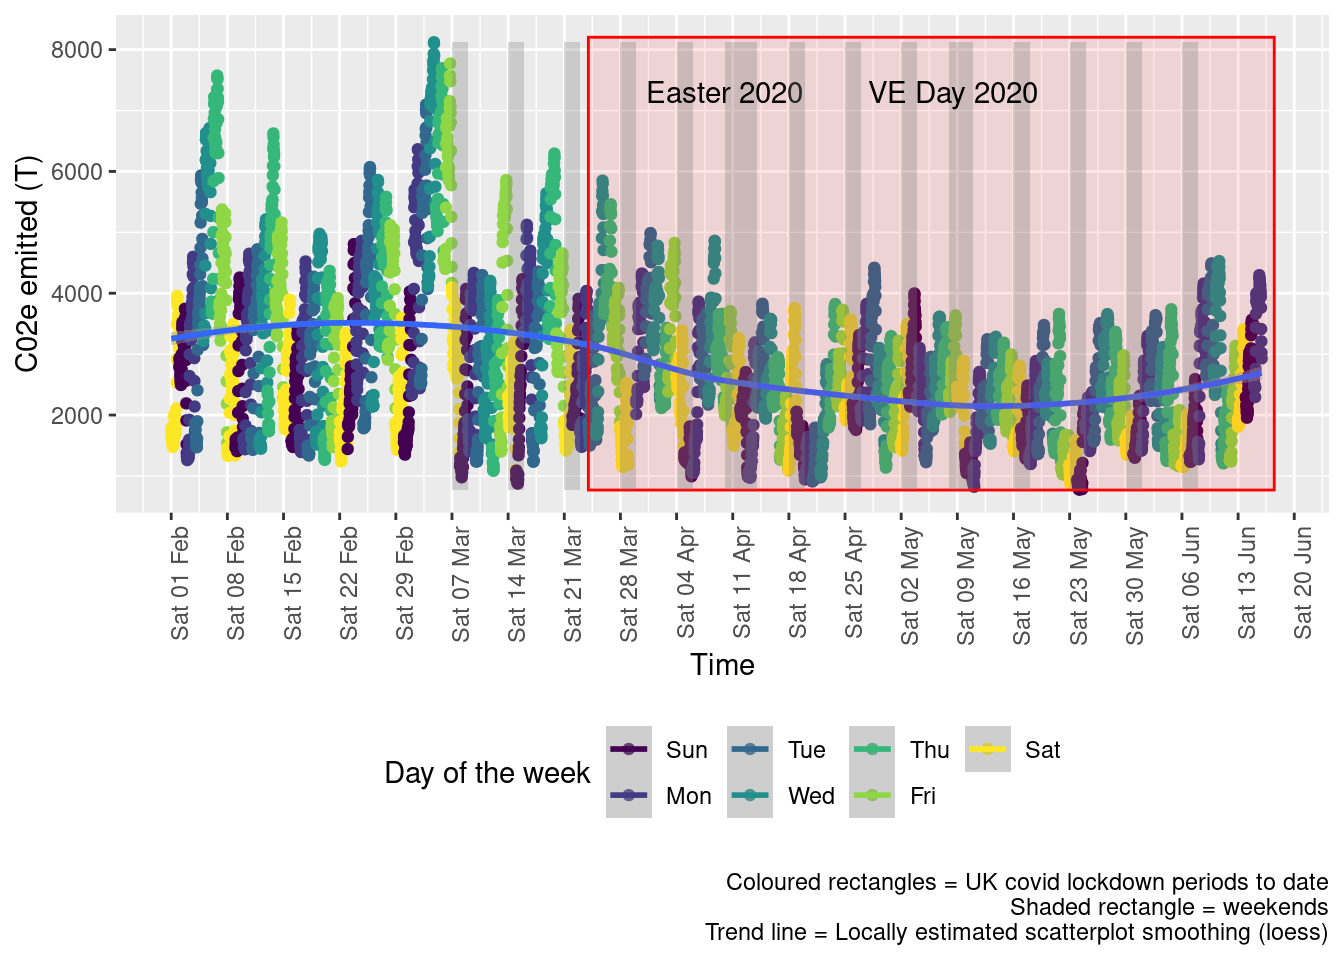 C02e emitted (T)
8000
6000
4000
2000
Easter 2020
VE Day 2020
Sat 01 Feb
Sat 08 Feb
Sat 15 Feb
Sat 22 Feb
Sat 29 Feb
Sat 07 Mar
Sat 14 Mar
Sat 21 Mar
Sat 28 Mar
Sat 04 Apr
Sat 11 Apr
Sat 18 Apr
Sat 25 Apr
Sat 02 May
Sat 09 May
Sat 16 May
Sat 23 May
Sat 30 May
Sat 06 Jun
Sat 13 Jun
Sat 20 Jun
Time
Day of the week
Sun
Mon
Tue
Wed
Thu
Fri
Sat
Coloured rectangles = UK covid lockdown periods to date
Shaded rectangle = weekends
Trend line = Locally estimated scatterplot smoothing (loess)